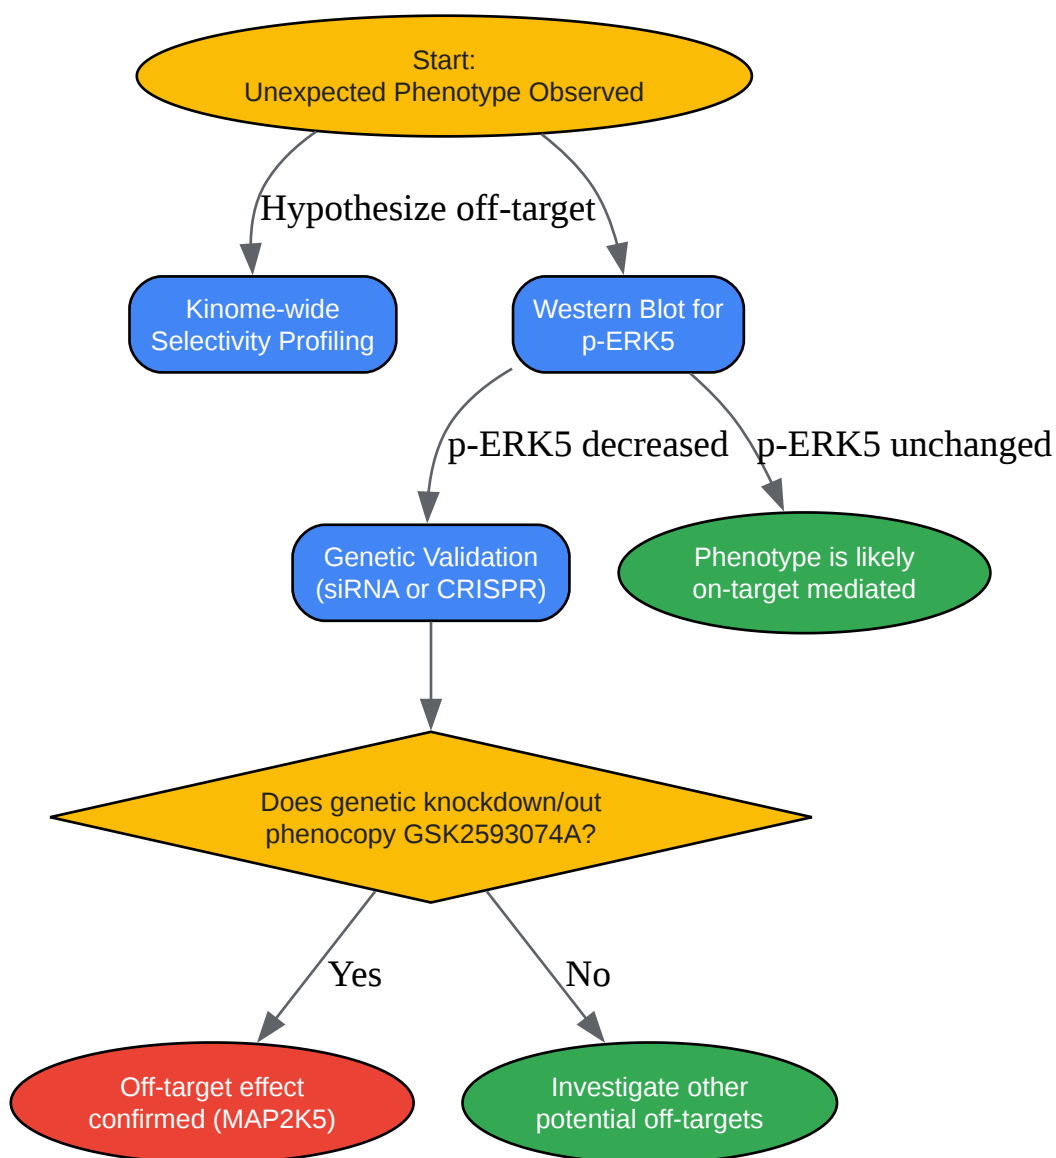 Start:
Unexpected Phenotype Observed
Hypothesize off-target
Kinome-wide
Selectivity Profiling
Western Blot for
p-ERK5
p-ERK5 decreased
p-ERK5 unchanged
Genetic Validation
(siRNA or CRISPR)
Phenotype is likely
on-target mediated
Does genetic knockdown/out
phenocopy GSK2593074A?
Yes
No
Off-target effect
confirmed (MAP2K5)
Investigate other
potential off-targets